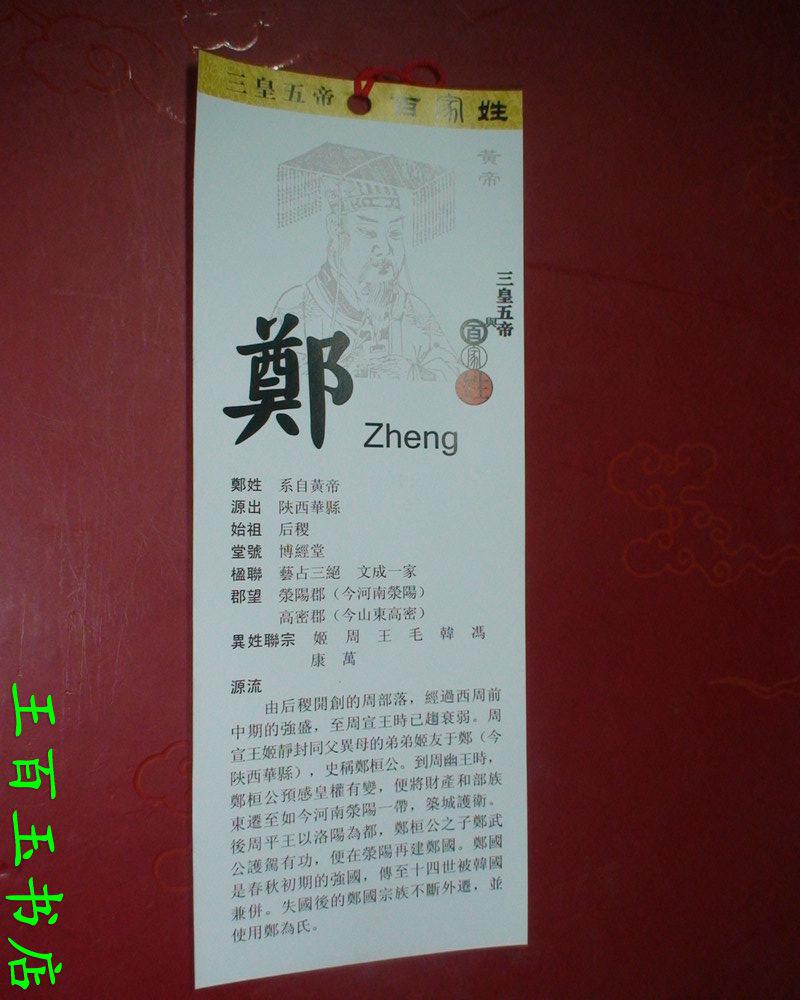 三皇五帝 百家姓
黃帝
三皇五帝
與
百家姓
鄭
Zheng
鄭姓 系自黃帝
源出 陜西華縣
始祖 后稷
堂號 博經堂
楹聯 藝占三絕 文成一家
郡望 滎陽郡（今河南滎陽）
高密郡（今山東高密）
異姓聯宗 姬 周 王 毛 韓 馮
康 萬
源流
由后稷開創的周部落，經過西周前
中期的強盛，至周宣王時已趨衰弱。周
宣王姬靜封同父異母的弟弟姬友于鄭（今
陜西華縣），史稱鄭桓公。到周幽王時，
鄭桓公預感皇權有變，便將財產和部族
東遷至如今河南滎陽一帶，築城護衛。
後周平王以洛陽為都，鄭桓公之子鄭武
公護駕有功，便在滎陽再建鄭國。鄭國
是春秋初期的強國，傳至十四世被韓國
兼併。失國後的鄭國宗族不斷外遷，並
使用鄭為氏。
王百玉书店